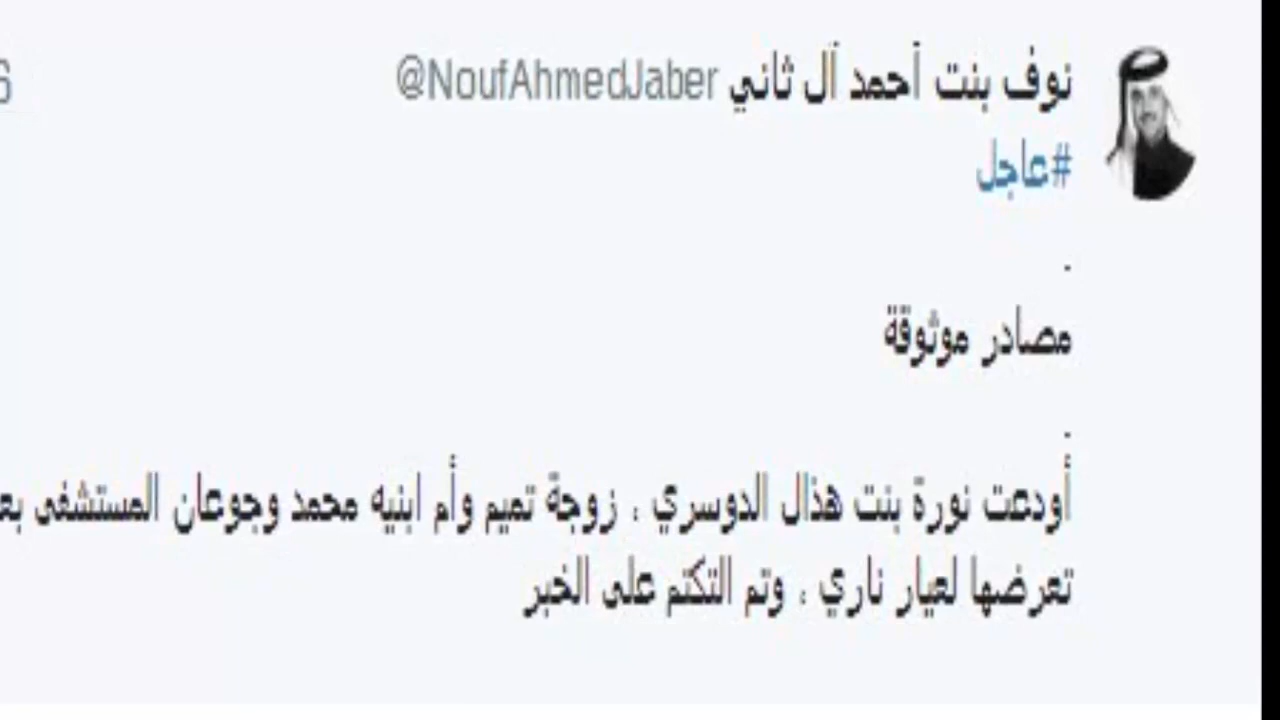 نوف بنت أحمد آل ثاني @NoufAhmedJaber
#عاجل
.
مصادر موثوقة
.
أودعت نورة بنت هذال الدوسري ، زوجة تميم وأم ابنيه محمد وجوعان المستشفى
تعرضها لعيار ناري ، وتم التكتم على الخبر